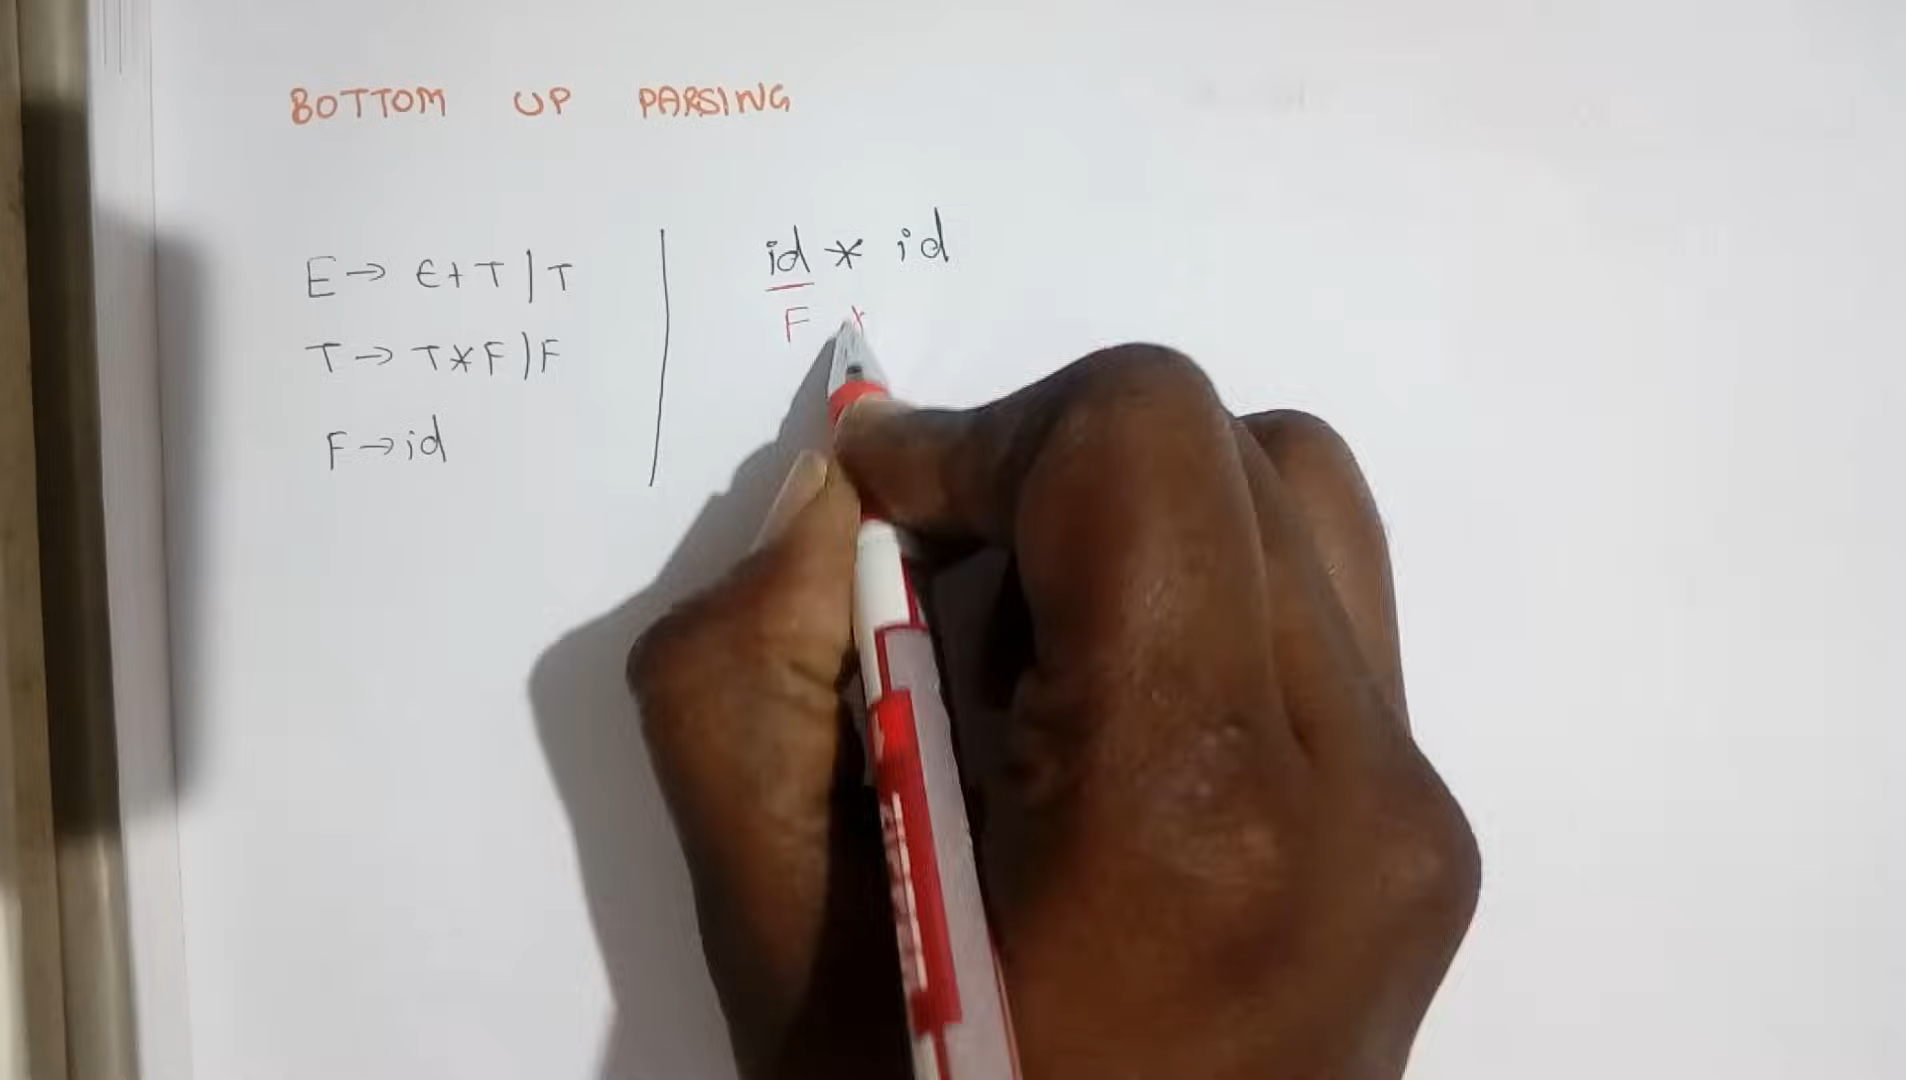 BOTTOM UP PARSING
E → E+T | T
T → T*F | F
F → id
id * id
F *